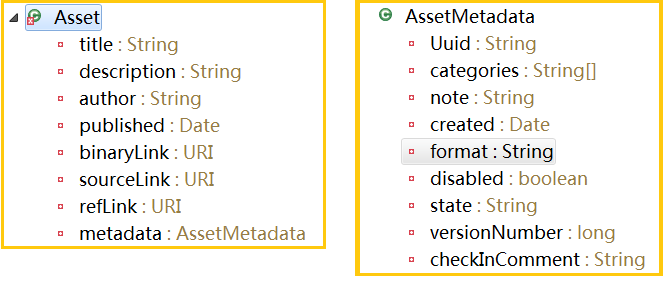 Asset
title : String
description : String
author : String
published : Date
binaryLink : URI
sourceLink : URI
refLink : URI
metadata : AssetMetadata
AssetMetadata
Uuid : String
categories : String[]
note : String
created : Date
format : String
disabled : boolean
state : String
versionNumber : long
checkInComment : String